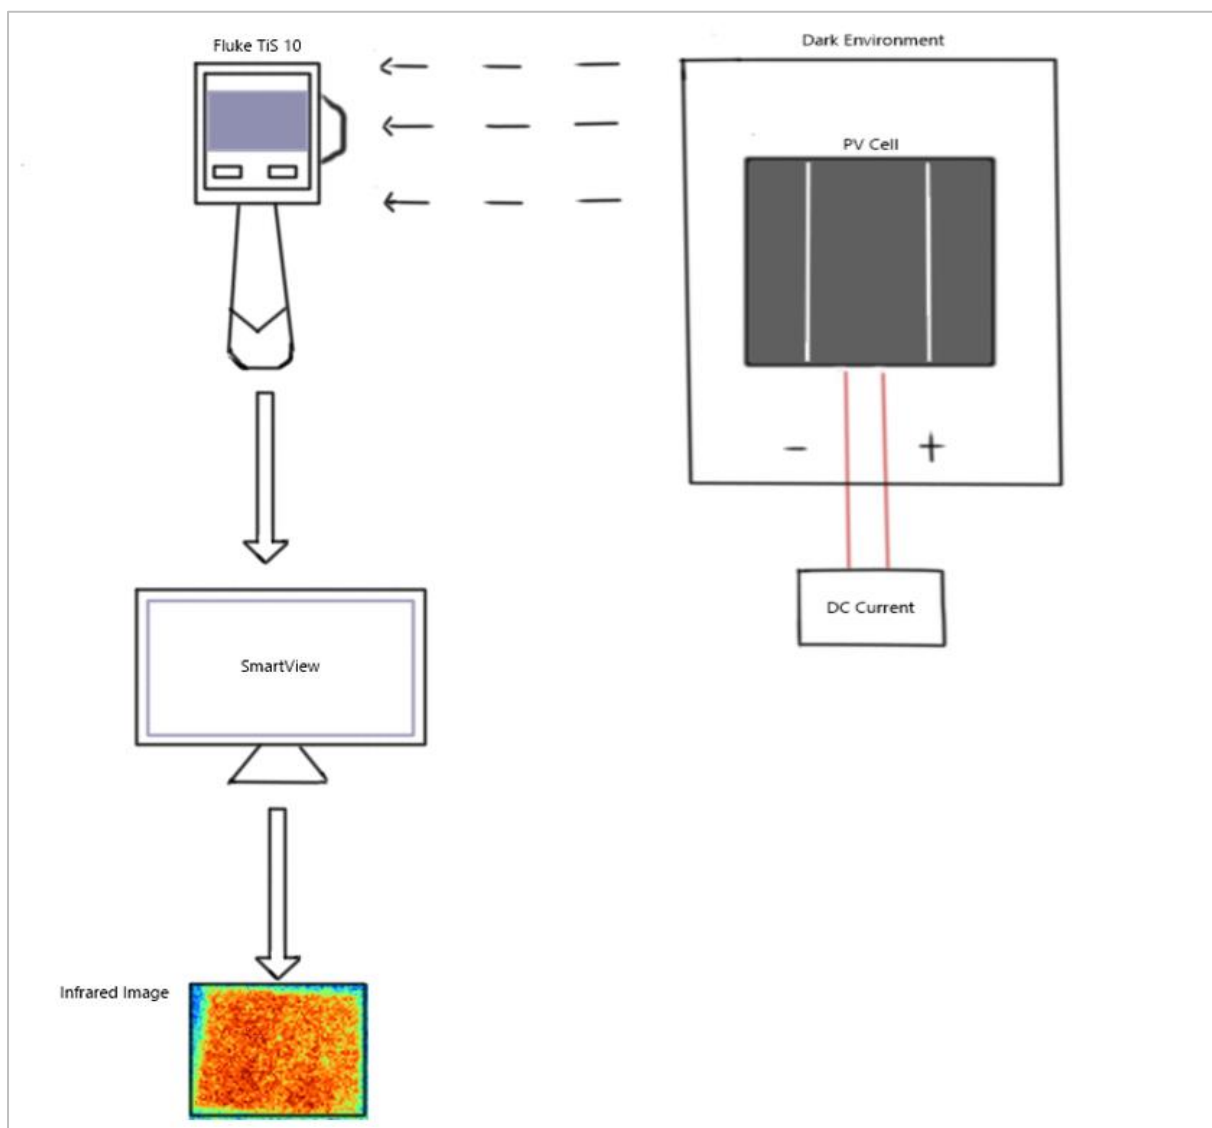 Fluke TiS 10
Dark Environment
PV Cell
- +
DC Current
SmartView
Infrared Image